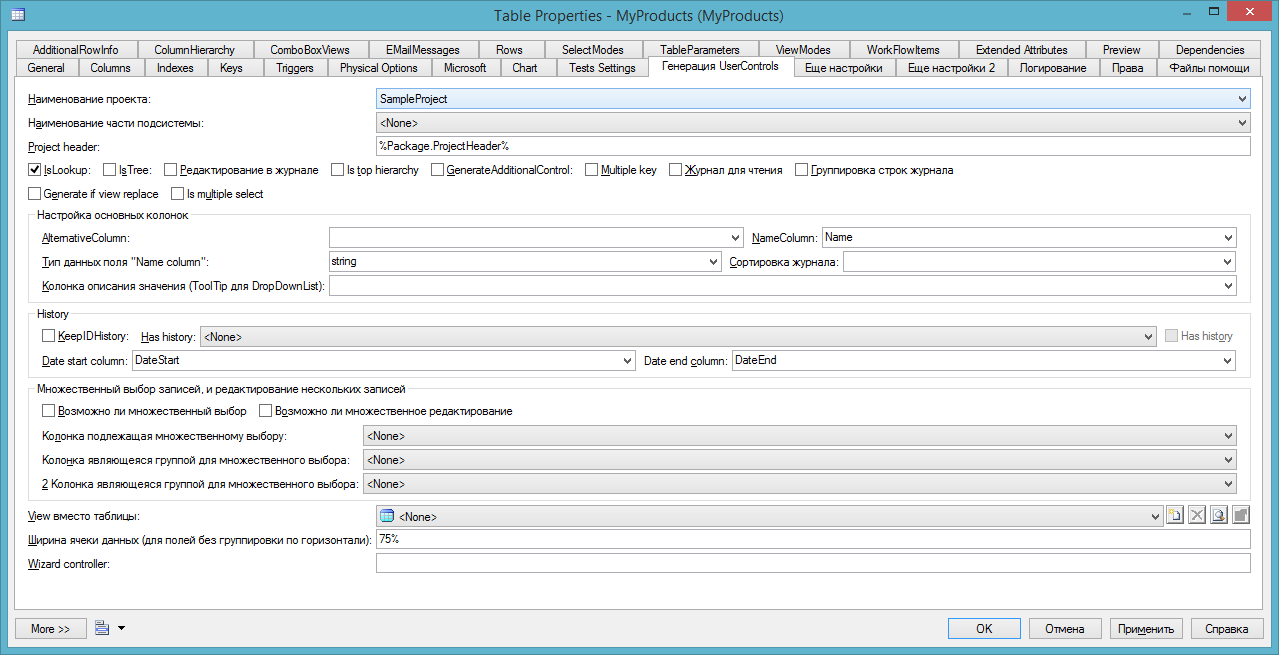 Table Properties - MyProducts (MyProducts)
AdditionalRowInfo ColumnHierarchy ComboBoxViews EMailMessages Rows SelectModes TableParameters ViewModes WorkFlowItems Extended Attributes Preview Dependencies
General Columns Indexes Keys Triggers Physical Options Microsoft Chart Tests Settings Генерация UserControls Еще настройки Еще настройки 2 Логирование Права Файлы помощи
Наименование проекта: SampleProject
Наименование части подсистемы: <None>
Project header: %Package.ProjectHeader%
IsLookup: IsTree: Редактирование в журнале Is top hierarchy GenerateAdditionalControl: Multiple key Журнал для чтения Группировка строк журнала
Generate if view replace Is multiple select
Настройка основных колонок
AlternativeColumn: NameColumn: Name
Тип данных поля "Name column": string Сортировка журнала:
Колонка описания значения (ToolTip для DropDownList):
History
KeepIDHistory: Has history: <None> Has history
Date start column: DateStart Date end column: DateEnd
Множественный выбор записей, и редактирование нескольких записей
Возможно ли множественный выбор Возможно ли множественное редактирование
Колонка подлежащая множественному выбору: <None>
Колонка являющеяся группой для множественного выбора: <None>
2 Колонка являющеяся группой для множественного выбора: <None>
View вместо таблицы: <None>
Ширина ячеки данных (для полей без группировки по горизонтали): 75%
Wizard controller:
More >> OK Отмена Применить Справка